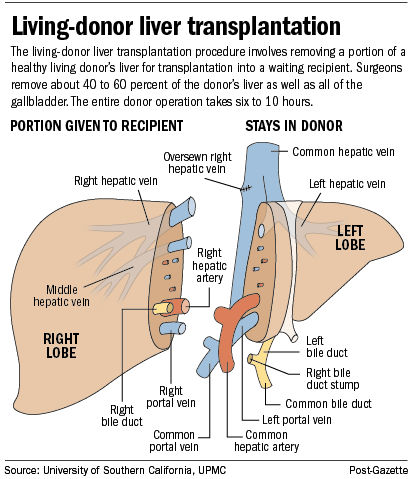 Living-donor liver transplantation
The living-donor liver transplantation procedure involves removing a portion of a
healthy living donor's liver for transplantation into a waiting recipient. Surgeons
remove about 40 to 60 percent of the donor's liver as well as all of the
gallbladder. The entire donor operation takes six to 10 hours.
PORTION GIVEN TO RECIPIENT
STAYS IN DONOR
Oversewn right
hepatic vein
Common hepatic vein
Right hepatic vein
Left hepatic vein
LEFT
LOBE
Right
hepatic
artery
Middle
hepatic vein
RIGHT
LOBE
Left
bile duct
Right bile
duct stump
Right
portal vein
Right
bile duct
Common bile duct
Left portal vein
Common
portal vein
Common
hepatic artery
Source: University of Southern California, UPMC
Post-Gazette